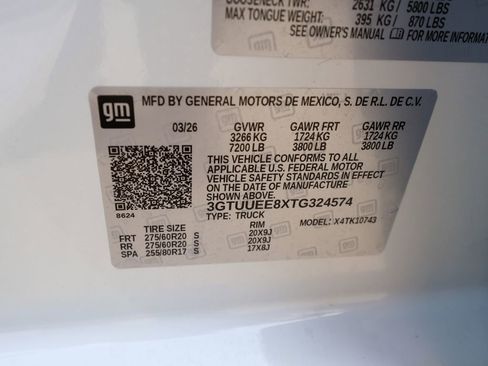 GOOSENECK TWR: 2631 KG / 5800 LBS
MAX TONGUE WEIGHT: 395 KG / 870 LBS
SEE OWNER'S MANUAL FOR MORE INFORMATION
gm
MFD BY GENERAL MOTORS DE MEXICO, S. DE R.L. DE C.V.
03/26 GVWR GAWR FRT GAWR RR
3266 KG 1724 KG 1724 KG
7200 LB 3800 LB 3800 LB
THIS VEHICLE CONFORMS TO ALL
APPLICABLE U.S. FEDERAL MOTOR
VEHICLE SAFETY STANDARDS IN EFFECT
ON THE DATE OF MANUFACTURE
SHOWN ABOVE.
3GTUUEE8XTG324574
8624 TYPE: TRUCK MODEL: X4TK10743
TIRE SIZE RIM
FRT 275/60R20 S 20X9J
RR 275/60R20 S 20X9J
SPA 255/80R17 S 17X8J